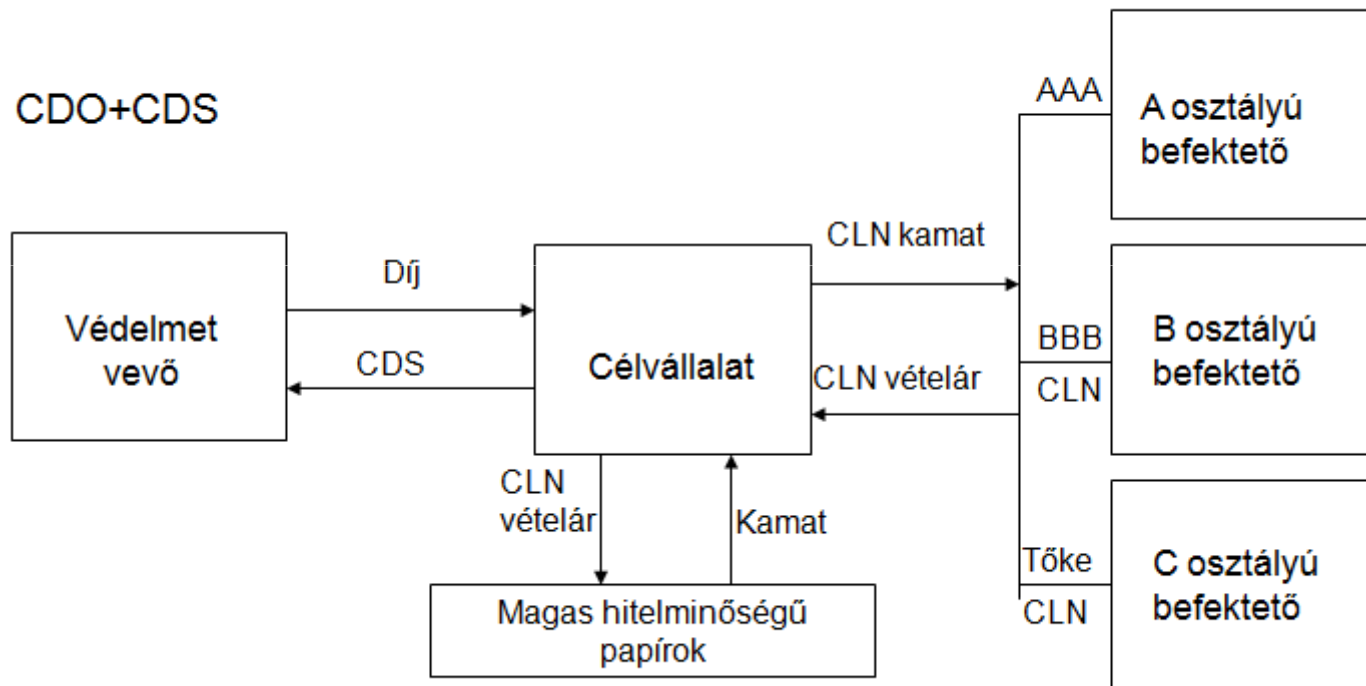 CDO+CDS
Védelmet
vevő
Díj
CDS
Célvállalat
CLN kamat
CLN vételár
CLN
vételár
Kamat
Magas hitelminőségű
papírok
AAA
A osztályú
befektető
BBB
CLN
B osztályú
befektető
Tőke
CLN
C osztályú
befektető